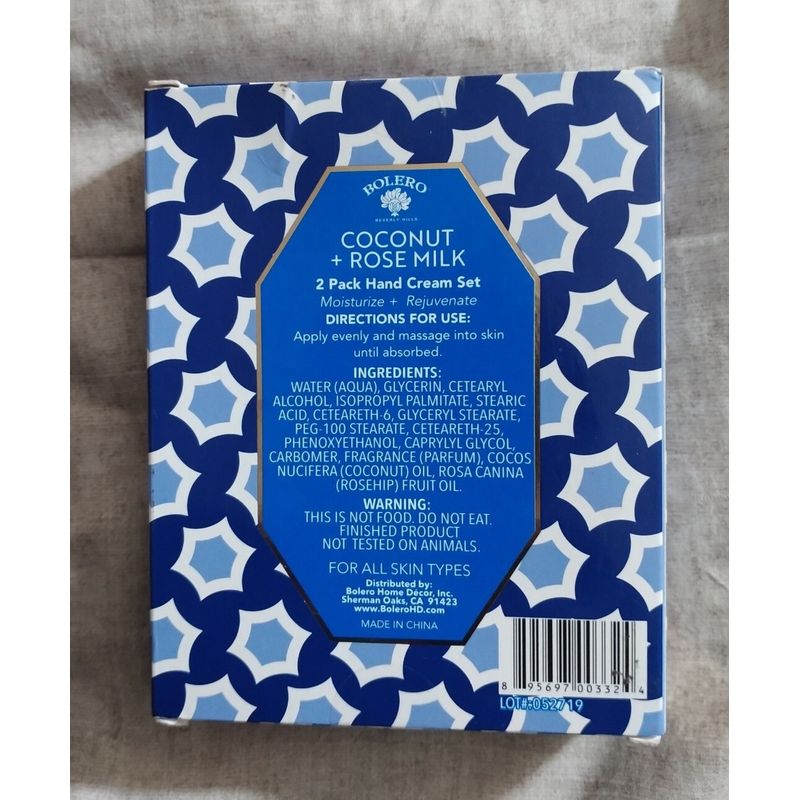 BOLERO
BEVERLY HILLS
COCONUT
+ ROSE MILK
2 Pack Hand Cream Set
Moisturize + Rejuvenate
DIRECTIONS FOR USE:
Apply evenly and massage into skin
until absorbed.
INGREDIENTS:
WATER (AQUA), GLYCERIN, CETEARYL
ALCOHOL, ISOPROPYL PALMITATE, STEARIC
ACID, CETEARETH-6, GLYCERYL STEARATE,
PEG-100 STEARATE, CETEARETH-25,
PHENOXYETHANOL, CAPRYLYL GLYCOL,
CARBOMER, FRAGRANCE (PARFUM), COCOS
NUCIFERA (COCONUT) OIL, ROSA CANINA
(ROSEHIP) FRUIT OIL.
WARNING:
THIS IS NOT FOOD. DO NOT EAT.
FINISHED PRODUCT
NOT TESTED ON ANIMALS.
FOR ALL SKIN TYPES
Distributed by:
Bolero Home Décor, Inc.
Sherman Oaks, CA 91423
www.BoleroHD.com
MADE IN CHINA
8 95697 00332 4
LOT#:052719